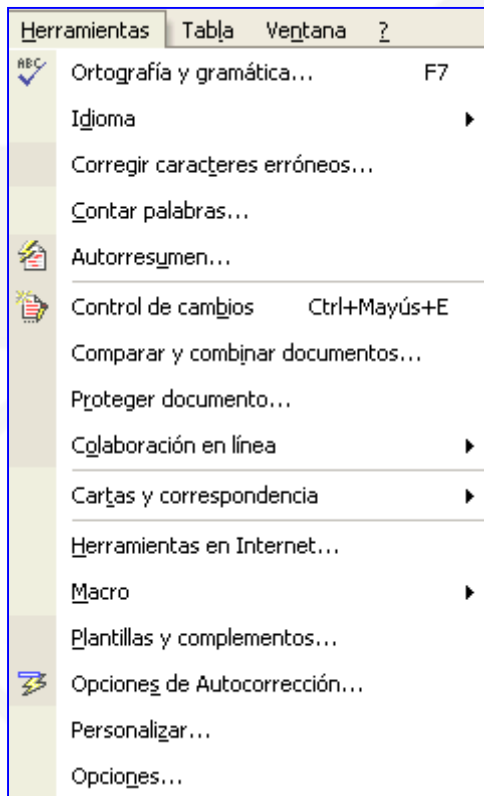 Herramientas Tabla Ventana ?
ABC Ortografía y gramática... F7
Idioma
Corregir caracteres erróneos...
Contar palabras...
Autorresumen...
Control de cambios Ctrl+Mayús+E
Comparar y combinar documentos...
Proteger documento...
Colaboración en línea
Cartas y correspondencia
Herramientas en Internet...
Macro
Plantillas y complementos...
Opciones de Autocorrección...
Personalizar...
Opciones...